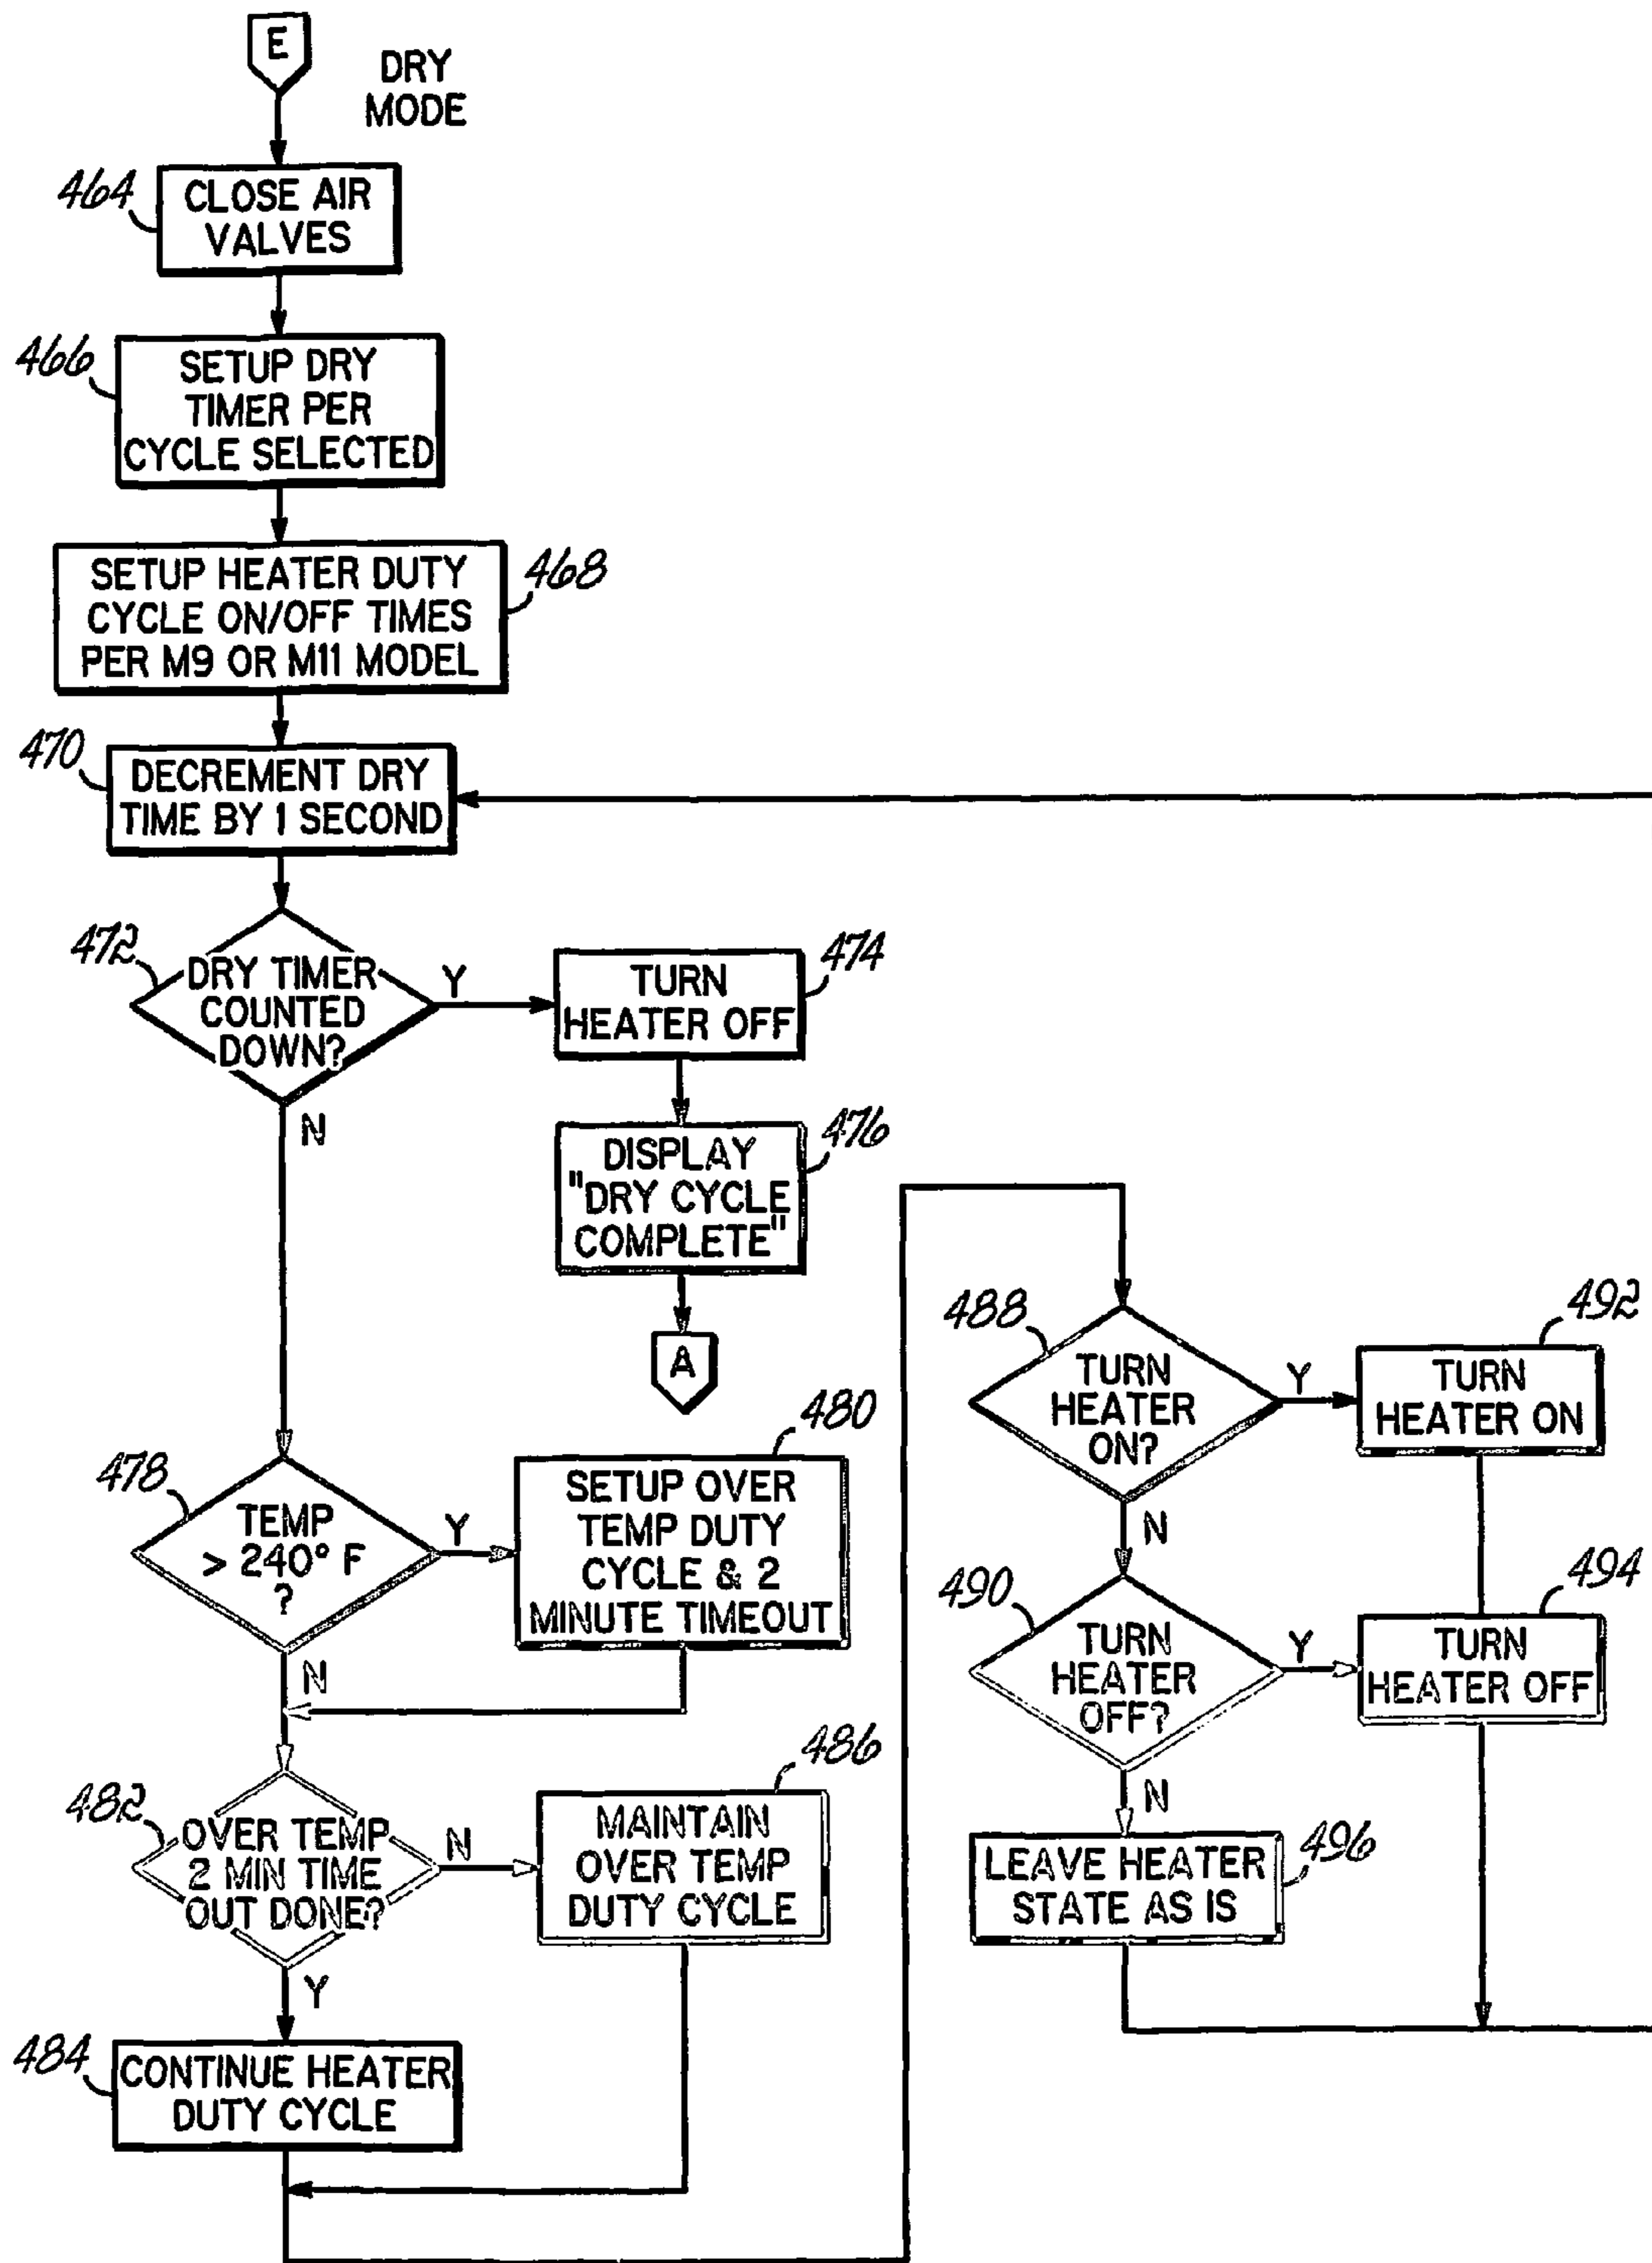 E
DRY
MODE
464
CLOSE AIR
VALVES
466
SETUP DRY
TIMER PER
CYCLE SELECTED
468
SETUP HEATER DUTY
CYCLE ON/OFF TIMES
PER M9 OR M11 MODEL
470
DECREMENT DRY
TIME BY 1 SECOND
472
DRY TIMER
COUNTED
DOWN?
Y
N
474
TURN
HEATER OFF
476
DISPLAY
"DRY CYCLE
COMPLETE"
A
478
TEMP
> 240° F
?
Y
N
480
SETUP OVER
TEMP DUTY
CYCLE & 2
MINUTE TIMEOUT
482
OVER TEMP
2 MIN TIME
OUT DONE?
N
Y
486
MAINTAIN
OVER TEMP
DUTY CYCLE
484
CONTINUE HEATER
DUTY CYCLE
488
TURN
HEATER
ON?
Y
N
492
TURN
HEATER ON
490
TURN
HEATER
OFF?
Y
N
494
TURN
HEATER OFF
496
LEAVE HEATER
STATE AS IS